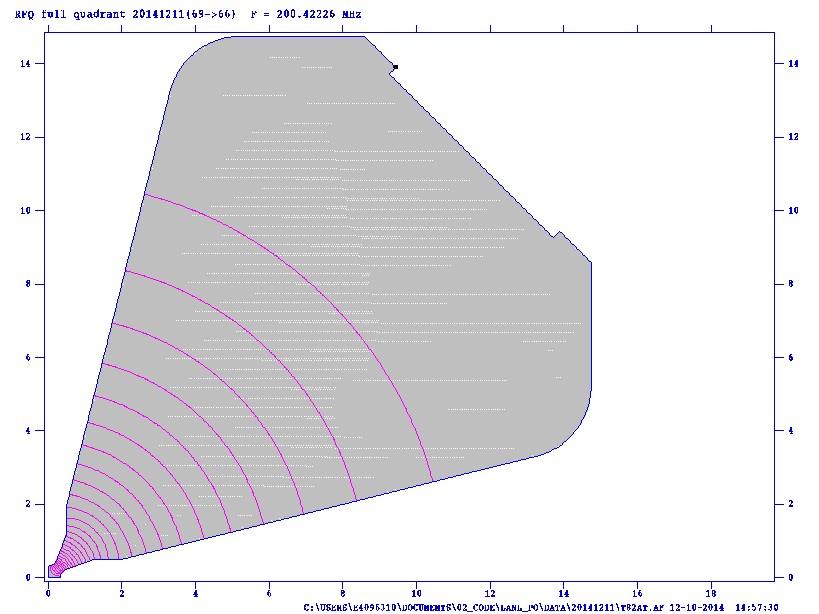 RFQ full quadrant 20141211{69->66} F = 200.42226 MHz
14 14
12 12
10 10
8 8
6 6
4 4
2 2
0 0
0 2 4 6 8 10 12 14 16 18
C:\USERS\E4096310\DOCUMENTS\02_CODE\LANL_PO\DATA\20141211\T82AT.AF 12-10-2014 14:57:30